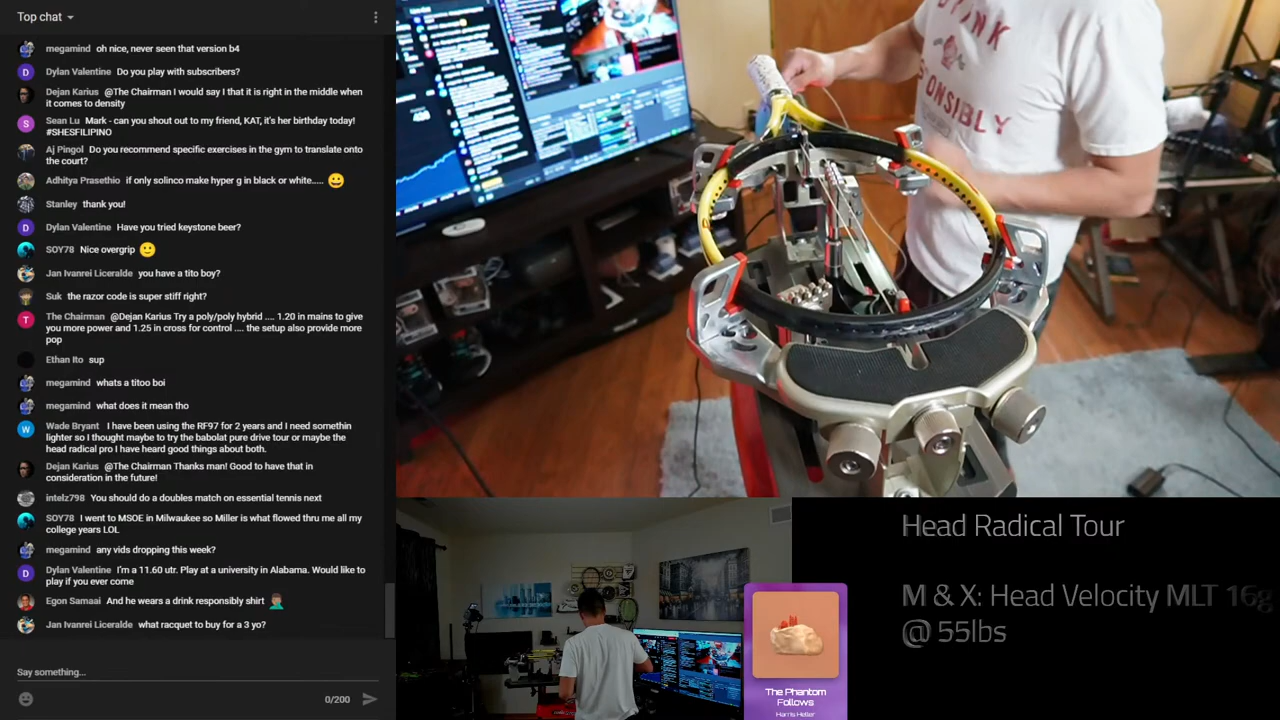 Top chat
megamind oh nice, never seen that version b4
Dylan Valentine Do you play with subscribers?
Dejan Karius @The Chairman I would say I that it is right in the middle when
it comes to density
Sean Lu Mark - can you shout out to my friend, KAT, it's her birthday today!
#SHESFILIPINO
Aj Pingol Do you recommend specific exercises in the gym to translate onto
the court?
Adhitya Prasethio if only solinco make hyper g in black or white..... 😀
Stanley thank you!
D
Dylan Valentine Have you tried keystone beer?
SOY78 Nice overgrip 🙂
Jan Ivanrei Liceralde you have a tito boy?
Suk the razor code is super stiff right?
The Chairman @Dejan Karius Try a poly/poly hybrid .... 1.20 in mains to give
you more power and 1.25 in cross for control .... the setup also provide more
pop
Ethan Ito sup
megamind whats a titoo boi
megamind what does it mean tho
Wade Bryant I have been using the RF97 for 2 years and I need somethin
lighter so I thought maybe to try the babolat pure drive tour or maybe the
head radical pro I have heard good things about both.
Dejan Karius @The Chairman Thanks man! Good to have that in
consideration in the future!
intelz798 You should do a doubles match on essential tennis next
SOY78 I went to MSOE in Milwaukee so Miller is what flowed thru me all my
college years LOL
megamind any vids dropping this week?
Dylan Valentine I'm a 11.60 utr. Play at a university in Alabama. Would like to
play if you ever come
Egon Samaai And he wears a drink responsibly shirt 🤦🏽‍♂️
Jan Ivanrei Liceralde what racquet to buy for a 3 yo?
Say something...
0/200
Head Radical Tour
M & X: Head Velocity MLT 16g
@ 55lbs
The Phantom
Follows
Harris Heller